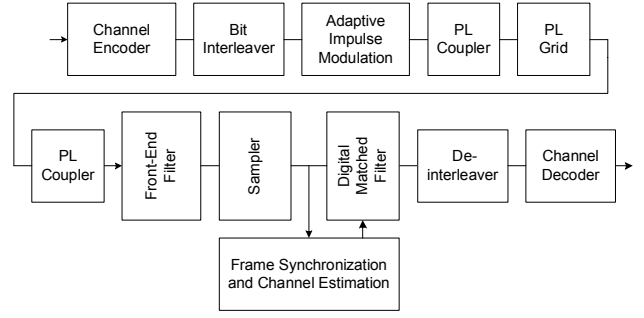 Channel
Encoder
Bit
Interleaver
Adaptive
Impulse
Modulation
PL
Coupler
PL
Grid
PL
Coupler
Front-End
Filter
Sampler
Digital
Matched
Filter
De-
interleaver
Channel
Decoder
Frame Synchronization
and Channel Estimation